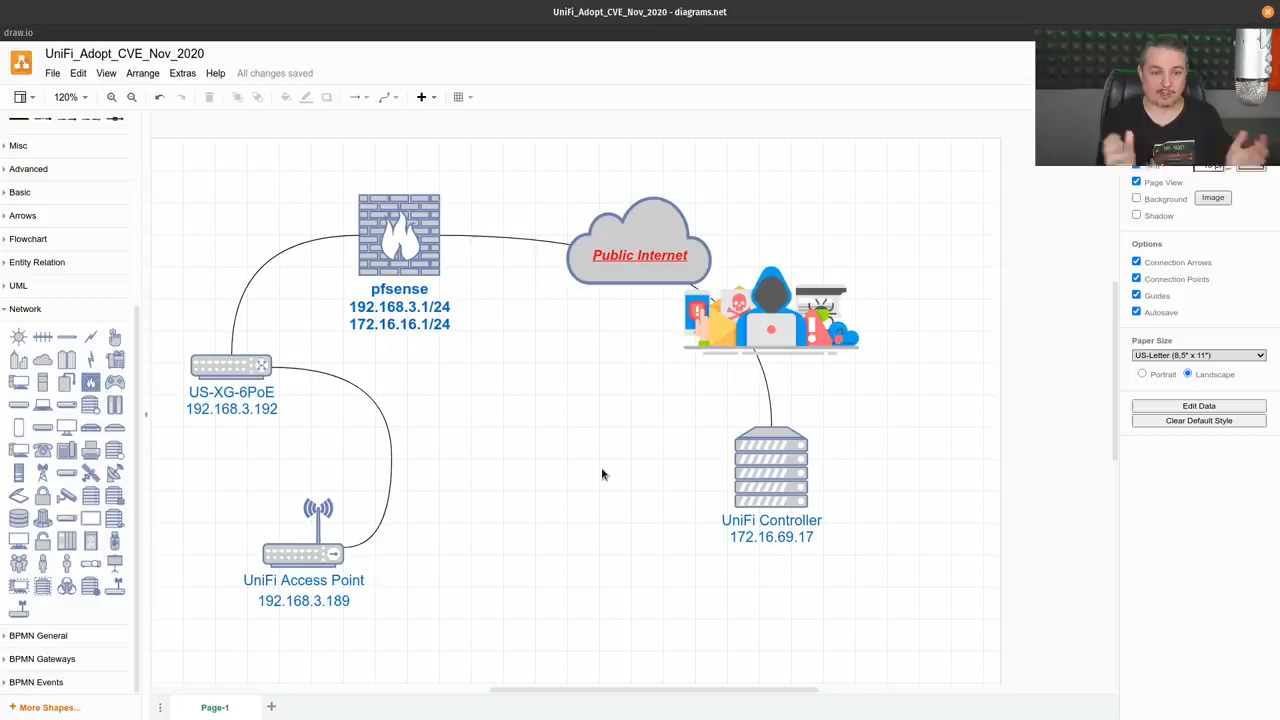 UniFi_Adopt_CVE_Nov_2020 - diagrams.net
draw.io
UniFi_Adopt_CVE_Nov_2020
File Edit View Arrange Extras Help All changes saved
120%
Misc
Advanced
Basic
Arrows
Flowchart
Entity Relation
UML
Network
BPMN General
BPMN Gateways
BPMN Events
+ More Shapes...
Public Internet
pfsense
192.168.3.1/24
172.16.16.1/24
US-XG-6PoE
192.168.3.192
UniFi Access Point
192.168.3.189
UniFi Controller
172.16.69.17
Page View
Background
Image
Shadow
Options
Connection Arrows
Connection Points
Guides
Autosave
Paper Size
US-Letter (8,5" x 11")
Portrait Landscape
Edit Data
Clear Default Style
Page-1